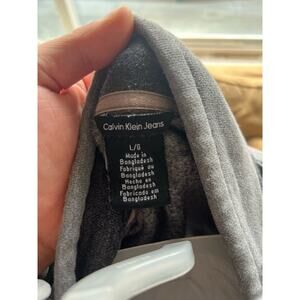 Calvin Klein Jeans
L/G
Made in
Bangladesh
Fabriqué au
Bangladesh
Hecho en
Bangladesh
Fabricado em
Bangladesh